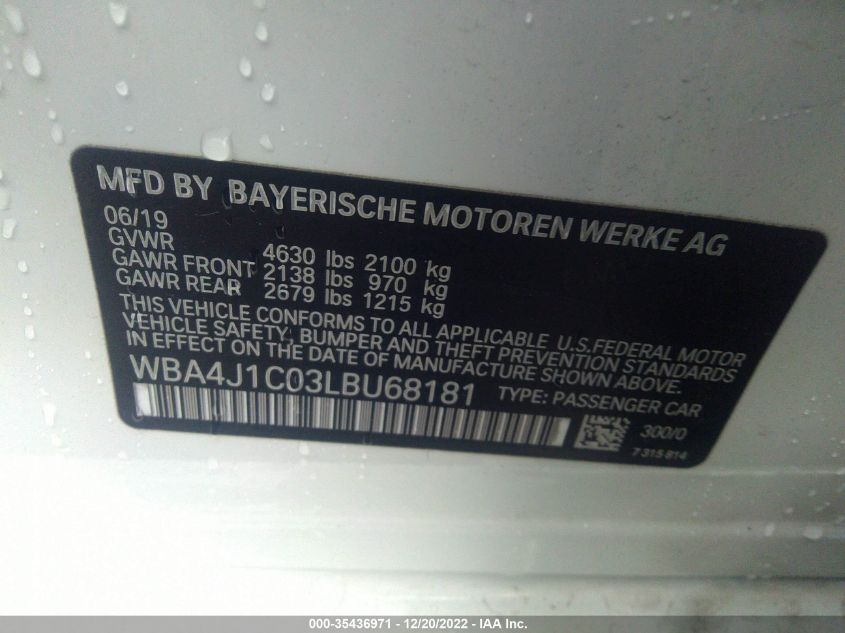 MFD BY BAYERISCHE MOTOREN WERKE AG
06/19
GVWR 4630 lbs 2100 kg
GAWR FRONT 2138 lbs 970 kg
GAWR REAR 2679 lbs 1215 kg
THIS VEHICLE CONFORMS TO ALL APPLICABLE U.S.FEDERAL MOTOR
VEHICLE SAFETY, BUMPER AND THEFT PREVENTION STANDARDS
IN EFFECT ON THE DATE OF MANUFACTURE SHOWN ABOVE.
WBA4J1C03LBU68181 TYPE: PASSENGER CAR
300/0
7 315 814
000-35436971 - 12/20/2022 - IAA Inc.